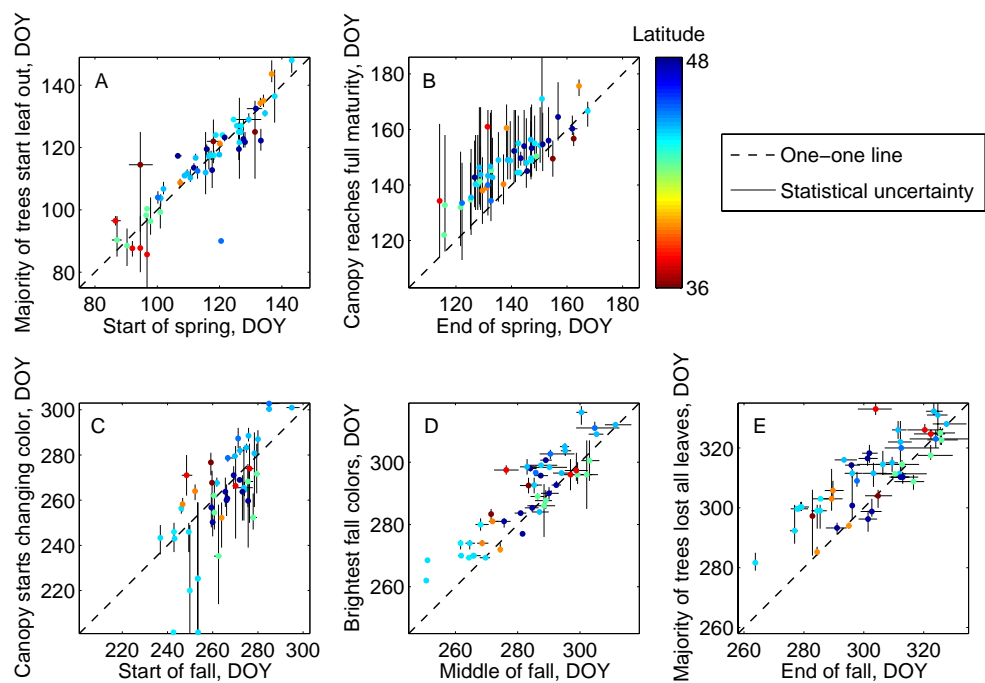 Majority of trees start leaf out, DOY
140
120
100
80
A
80
100
120
140
Start of spring, DOY
Canopy reaches full maturity, DOY
180
160
140
120
B
120
140
160
180
End of spring, DOY
Latitude
48
36
One−one line
Statistical uncertainty
Canopy starts changing color, DOY
300
280
260
240
220
C
220
240
260
280
300
Start of fall, DOY
Brightest fall colors, DOY
320
300
280
260
D
260
280
300
Middle of fall, DOY
Majority of trees lost all leaves, DOY
320
300
280
260
E
260
280
300
320
End of fall, DOY